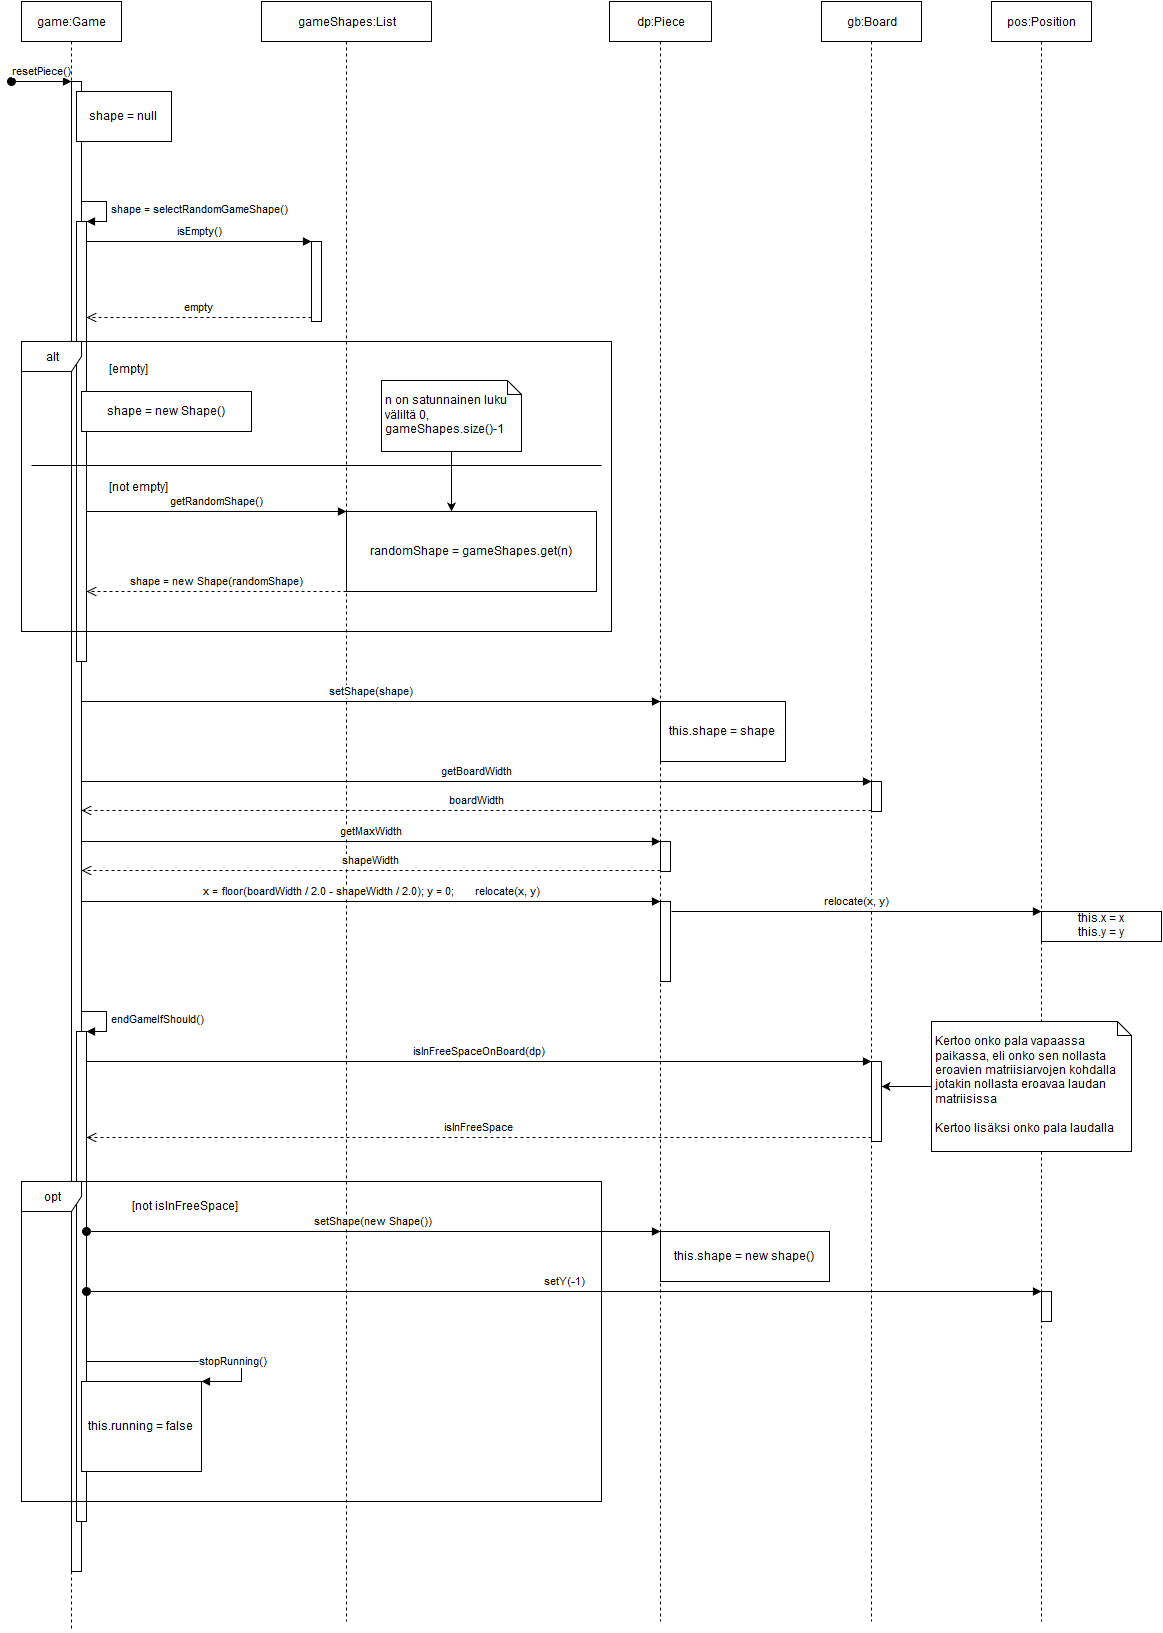 game:Game
gameShapes:List
dp:Piece
gb:Board
pos:Position
resetPiece()
shape = null
shape = selectRandomGameShape()
isEmpty()
empty
alt
[empty]
shape = new Shape()
n on satunnainen luku
väliltä 0,
gameShapes.size()-1
[not empty]
getRandomShape()
randomShape = gameShapes.get(n)
shape = new Shape(randomShape)
setShape(shape)
this.shape = shape
getBoardWidth
boardWidth
getMaxWidth
shapeWidth
x = floor(boardWidth / 2.0 - shapeWidth / 2.0); y = 0; relocate(x, y)
relocate(x, y)
this.x = x
this.y = y
endGameIfShould()
isInFreeSpaceOnBoard(dp)
Kertoo onko pala vapaassa
paikassa, eli onko sen nollasta
eroavien matriisiarvojen kohdalla
jotakin nollasta eroavaa laudan
matriisissa
Kertoo lisäksi onko pala laudalla
isInFreeSpace
opt
[not isInFreeSpace]
setShape(new Shape())
this.shape = new shape()
setY(-1)
stopRunning()
this.running = false